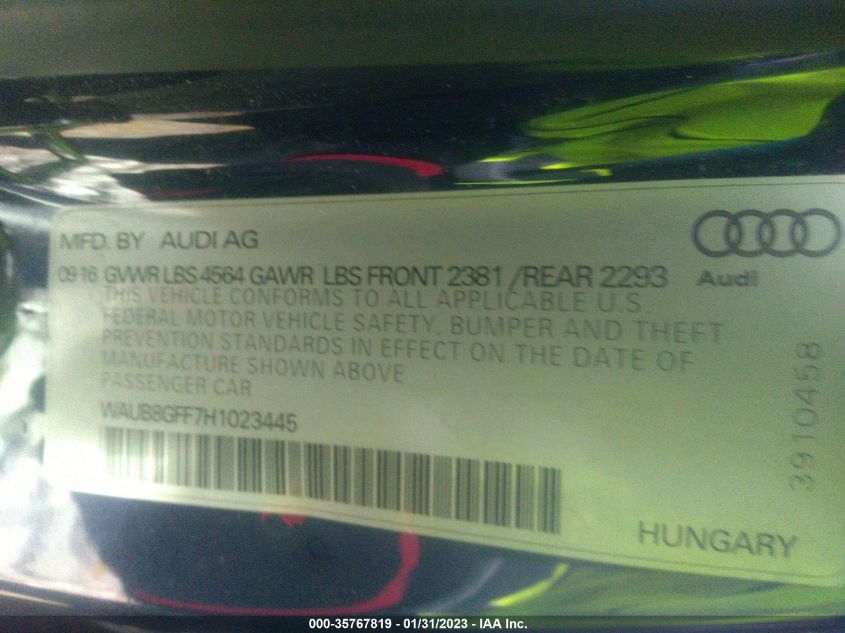 MFD. BY AUDI AG
Audi
09 16 GVWR LBS 4564 GAWR LBS FRONT 2381 /REAR 2293
THIS VEHICLE CONFORMS TO ALL APPLICABLE U.S
FEDERAL MOTOR VEHICLE SAFETY. BUMPER AND THEFT
PREVENTION STANDARDS IN EFFECT ON THE DATE OF
MANUFACTURE SHOWN ABOVE
PASSENGER CAR
WAUB8GFF7H1023445
3910458
HUNGARY
000-35767819 - 01/31/2023 - IAA Inc.